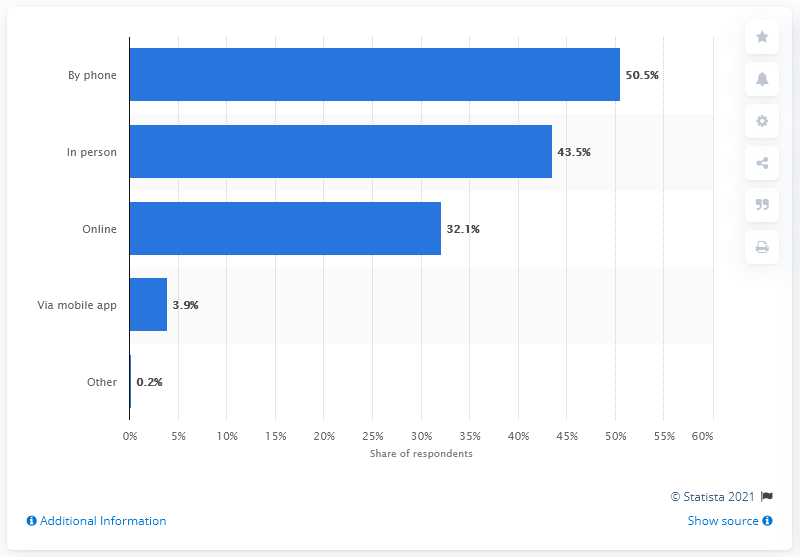 By phone 50.5%
In person 43.5%
Online 32.1%
Via mobile app 3.9%
Other 0.2%
0% 5% 10% 15% 20% 25% 30% 35% 40% 45% 50% 55% 60%
Share of respondents
© Statista 2021
Additional Information Show source